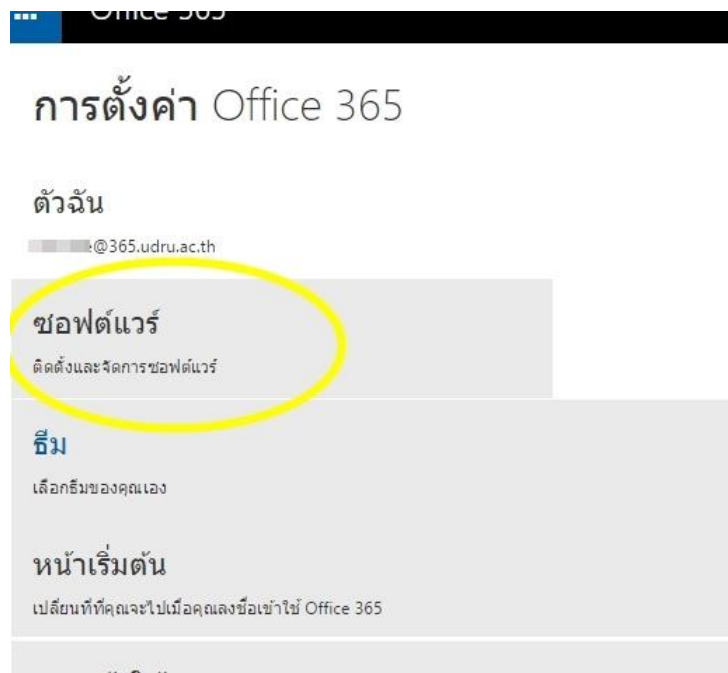 Office 365
การตั้งค่า Office 365
ตัวฉัน
@365.udru.ac.th
ซอฟต์แวร์
ติดตั้งและจัดการซอฟต์แวร์
ธีม
เลือกธีมของคุณเอง
หน้าเริ่มต้น
เปลี่ยนที่ที่คุณจะไปเมื่อคุณลงชื่อเข้าใช้ Office 365